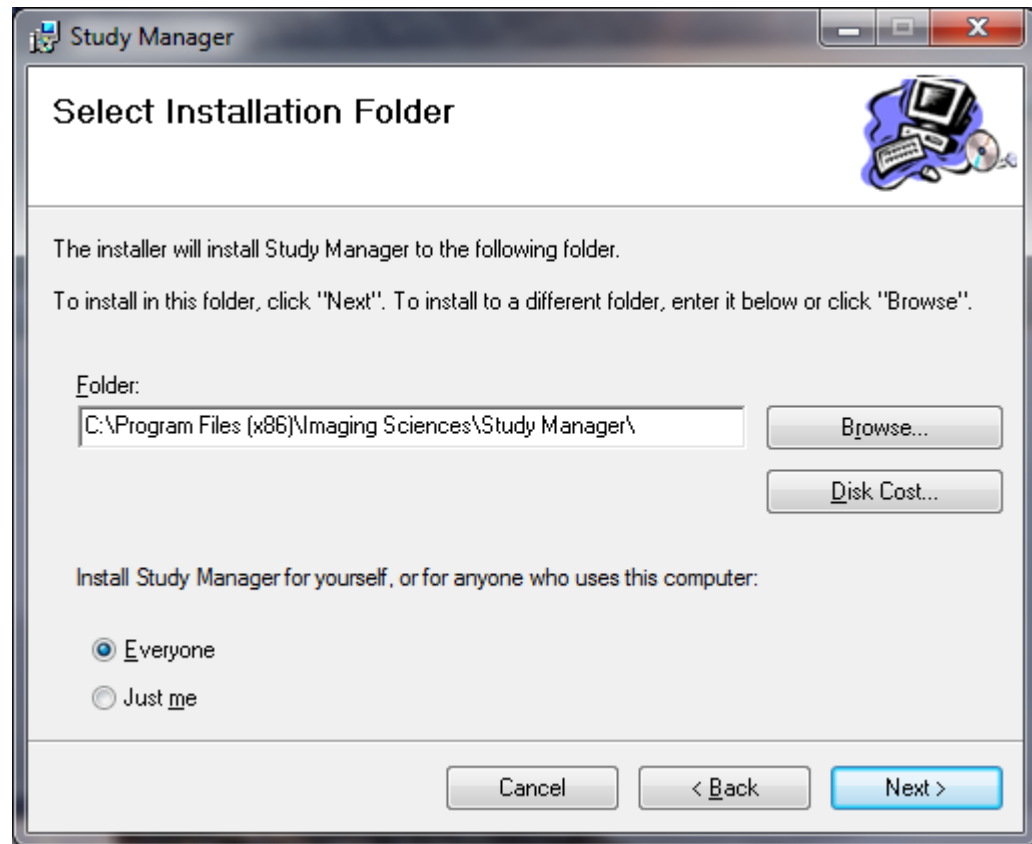 Study Manager
Select Installation Folder
The installer will install Study Manager to the following folder.
To install in this folder, click "Next". To install to a different folder, enter it below or click "Browse".
Folder:
C:\Program Files (x86)\Imaging Sciences\Study Manager\
Browse...
Disk Cost...
Install Study Manager for yourself, or for anyone who uses this computer:
Everyone
Just me
Cancel < Back Next >